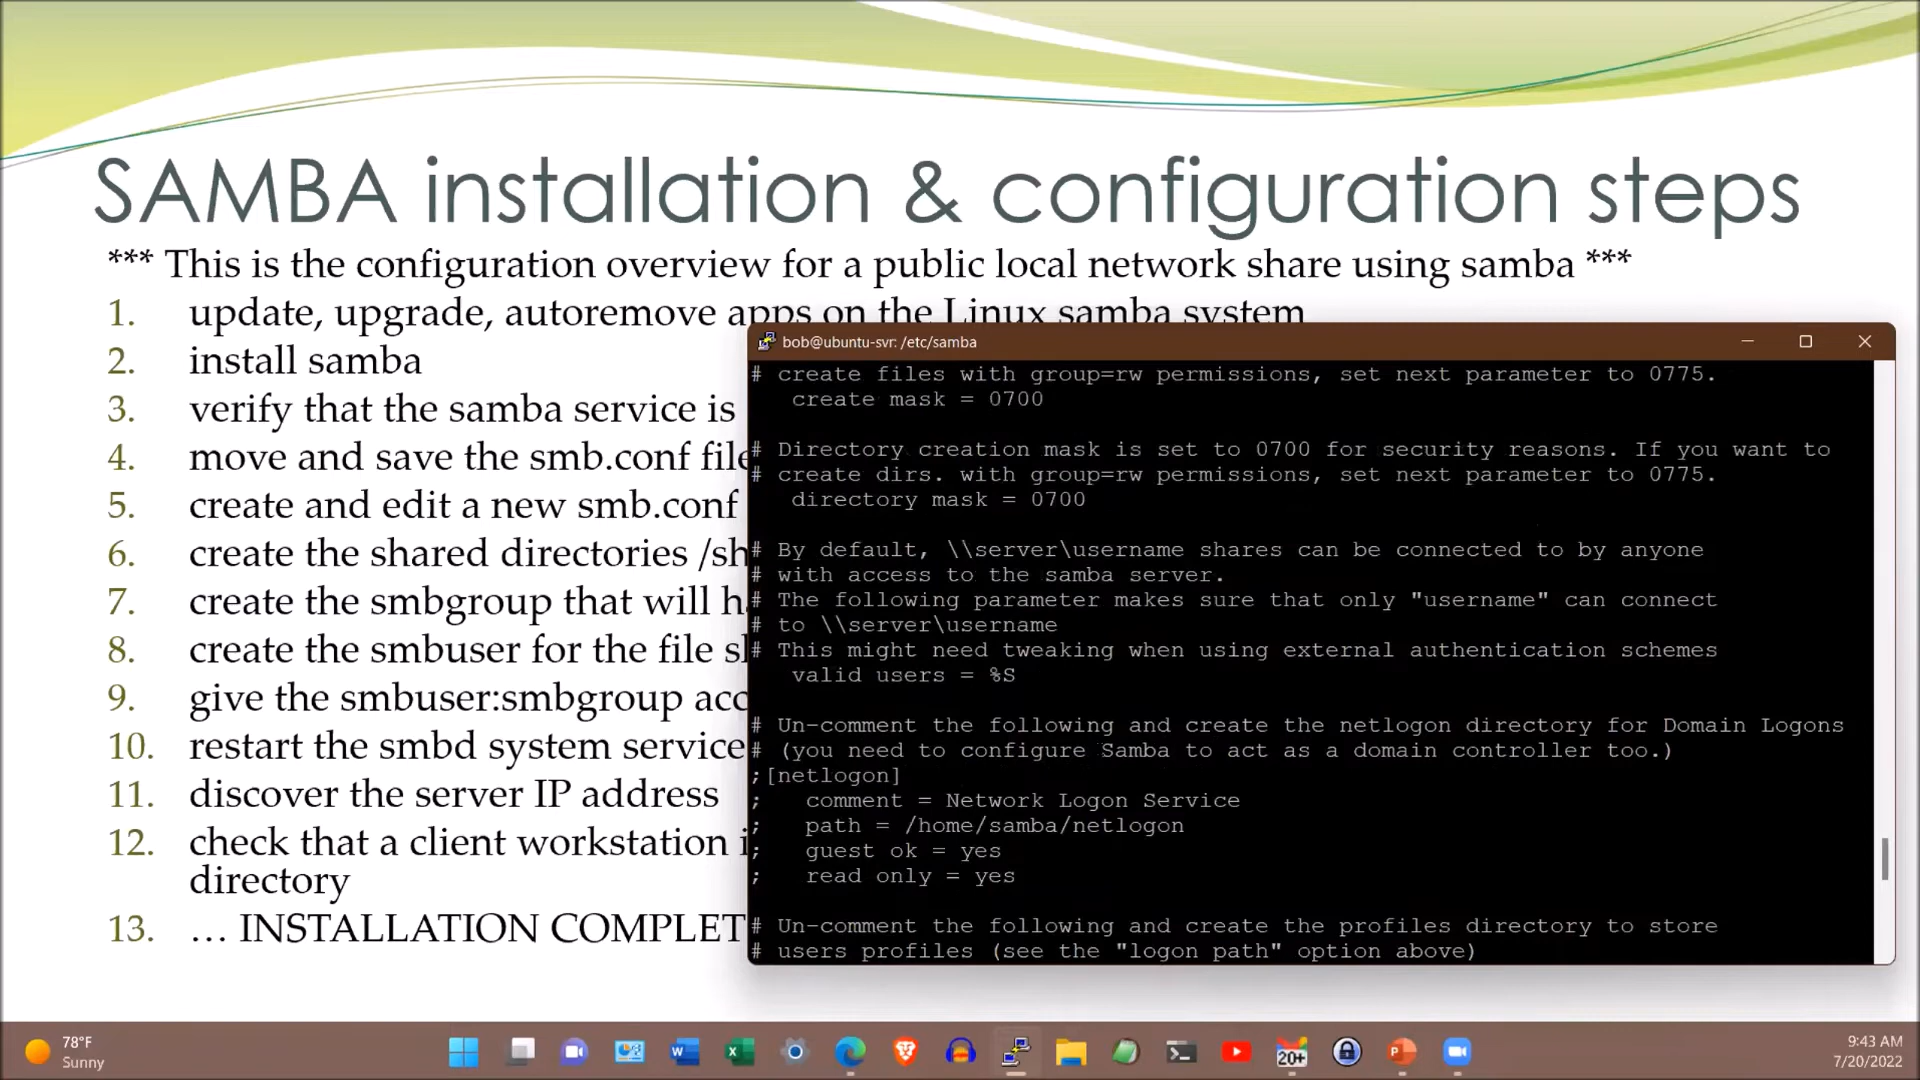 SAMBA installation & configuration steps
*** This is the configuration overview for a public local network share using samba ***
1. update, upgrade, autoremove apps on the Linux samba system
2. install samba
3. verify that the samba service is
4. move and save the smb.conf file
5. create and edit a new smb.conf
6. create the shared directories /sh
7. create the smbgroup that will h
8. create the smbuser for the file sh
9. give the smbuser:smbgroup acc
10. restart the smbd system service
11. discover the server IP address
12. check that a client workstation i
directory
13. … INSTALLATION COMPLET
bob@ubuntu-svr: /etc/samba
# create files with group=rw permissions, set next parameter to 0775.
create mask = 0700
# Directory creation mask is set to 0700 for security reasons. If you want to
# create dirs. with group=rw permissions, set next parameter to 0775.
directory mask = 0700
# By default, \\server\username shares can be connected to by anyone
# with access to the samba server.
# The following parameter makes sure that only "username" can connect
# to \\server\username
# This might need tweaking when using external authentication schemes
valid users = %S
# Un-comment the following and create the netlogon directory for Domain Logons
# (you need to configure Samba to act as a domain controller too.)
;[netlogon]
; comment = Network Logon Service
; path = /home/samba/netlogon
; guest ok = yes
; read only = yes
# Un-comment the following and create the profiles directory to store
# users profiles (see the "logon path" option above)
78°F
Sunny
20+
9:43 AM
7/20/2022